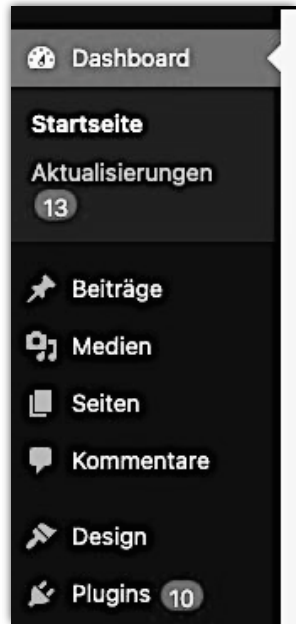 Dashboard
Startseite
Aktualisierungen
13
Beiträge
Medien
Seiten
Kommentare
Design
Plugins 10